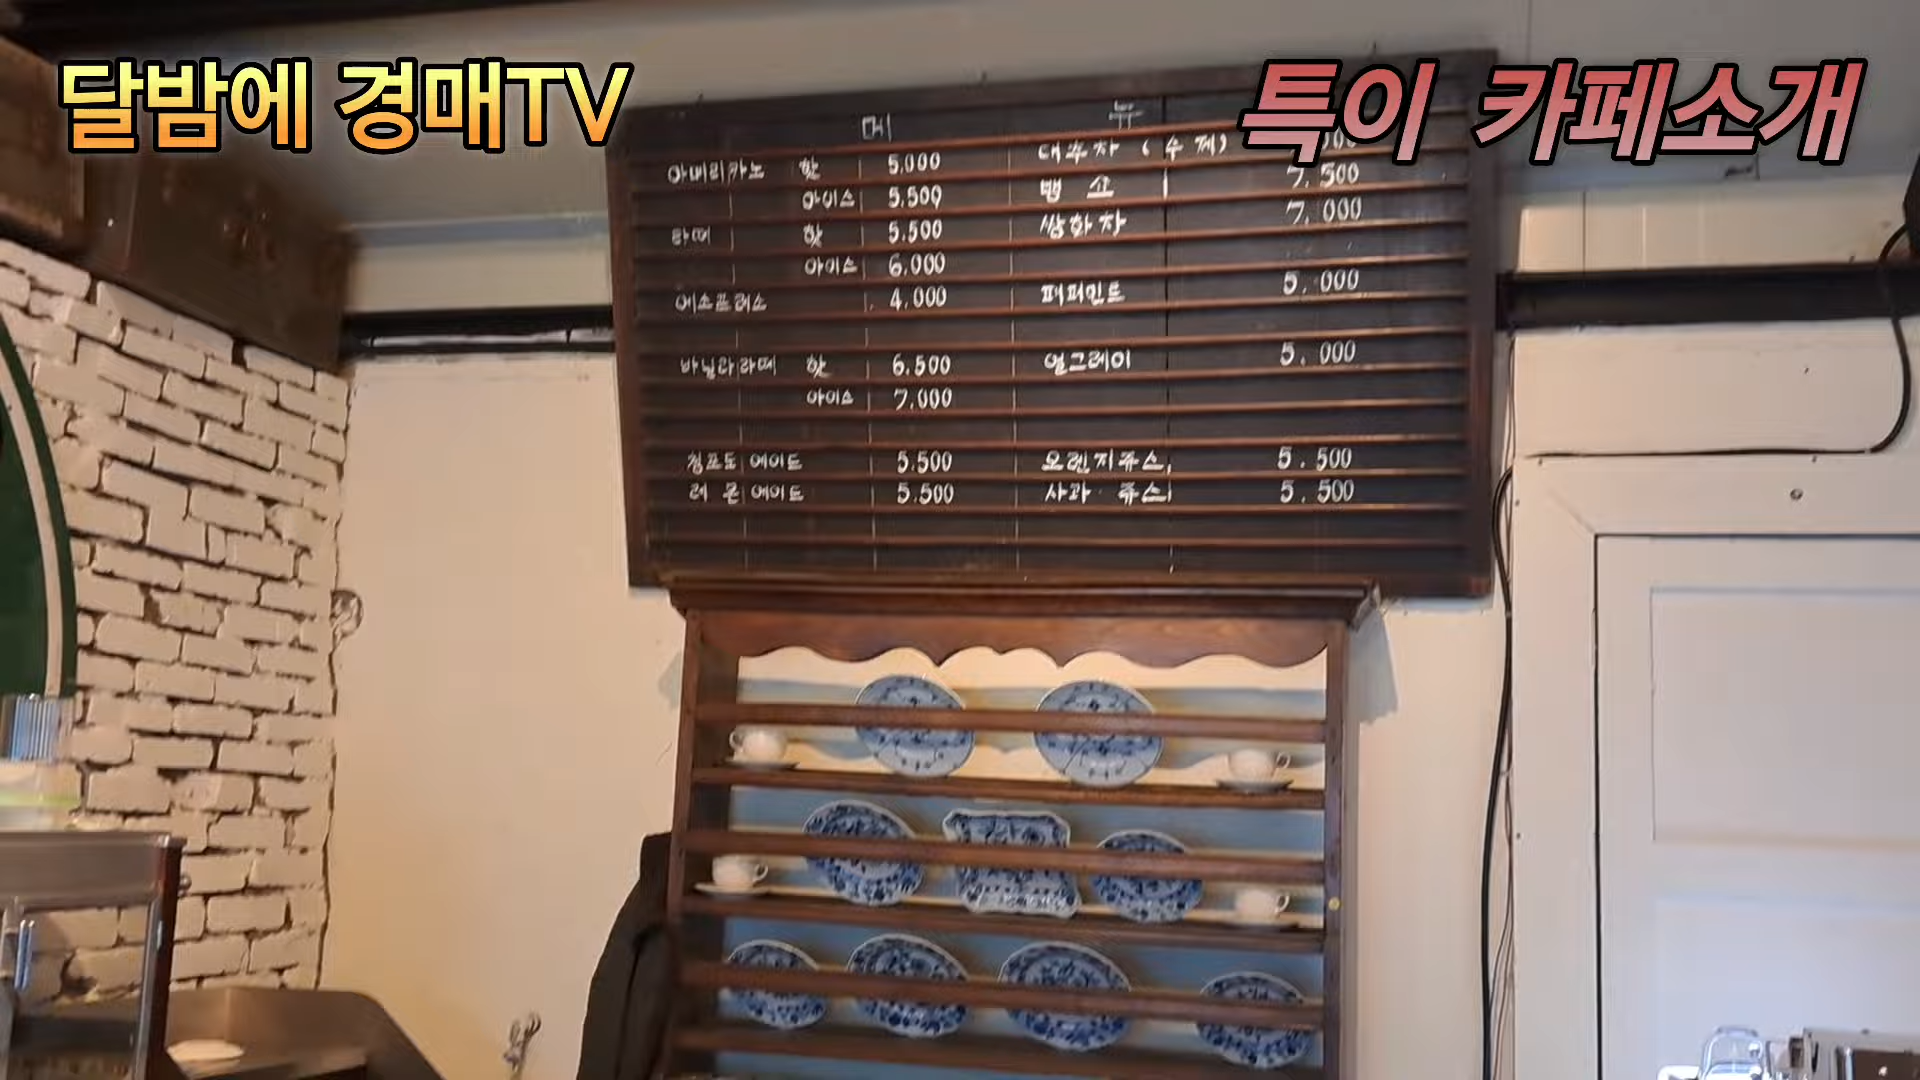 달밤에 경매TV
특이 카페소개
메 뉴
아메리카노 핫 5.000
아이스 5.500
라떼 핫 5.500
아이스 6.000
에소프레소 4.000
바닐라라떼 핫 6.500
아이스 7.000
청포도 에이드 5.500
레몬 에이드 5.500
대추차 (수제)
뱅쇼 7.500
쌍화차 7.000
페퍼민트 5.000
얼그레이 5.000
오렌지쥬스 5.500
사과쥬스 5.500